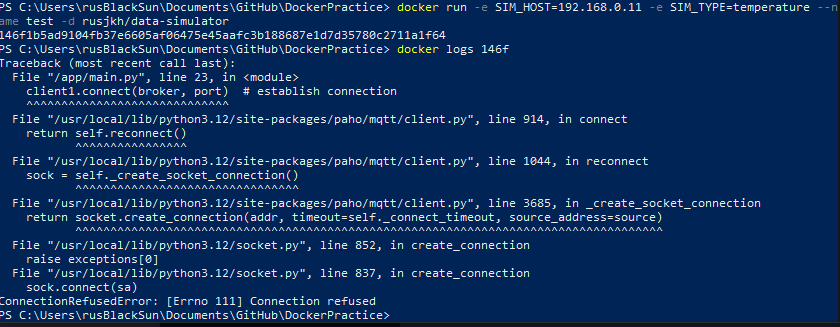 PS C:\Users\rusBlackSun\Documents\GitHub\DockerPractice> docker run -e SIM_HOST=192.168.0.11 -e SIM_TYPE=temperature --n
ame test -d rusjkh/data-simulator
146f1b5ad9104fb37e6605af06475e45aafc3b188687e1d7d35780c2711a1f64
PS C:\Users\rusBlackSun\Documents\GitHub\DockerPractice> docker logs 146f
Traceback (most recent call last):
  File "/app/main.py", line 23, in <module>
    client1.connect(broker, port)  # establish connection
    ^^^^^^^^^^^^^^^^^^^^^^^^^^^^^
  File "/usr/local/lib/python3.12/site-packages/paho/mqtt/client.py", line 914, in connect
    return self.reconnect()
           ^^^^^^^^^^^^^^^^
  File "/usr/local/lib/python3.12/site-packages/paho/mqtt/client.py", line 1044, in reconnect
    sock = self._create_socket_connection()
           ^^^^^^^^^^^^^^^^^^^^^^^^^^^^^^^^
  File "/usr/local/lib/python3.12/site-packages/paho/mqtt/client.py", line 3685, in _create_socket_connection
    return socket.create_connection(addr, timeout=self._connect_timeout, source_address=source)
           ^^^^^^^^^^^^^^^^^^^^^^^^^^^^^^^^^^^^^^^^^^^^^^^^^^^^^^^^^^^^^^^^^^^^^^^^^^^^^^^^^^^^
  File "/usr/local/lib/python3.12/socket.py", line 852, in create_connection
    raise exceptions[0]
  File "/usr/local/lib/python3.12/socket.py", line 837, in create_connection
    sock.connect(sa)
ConnectionRefusedError: [Errno 111] Connection refused
PS C:\Users\rusBlackSun\Documents\GitHub\DockerPractice>